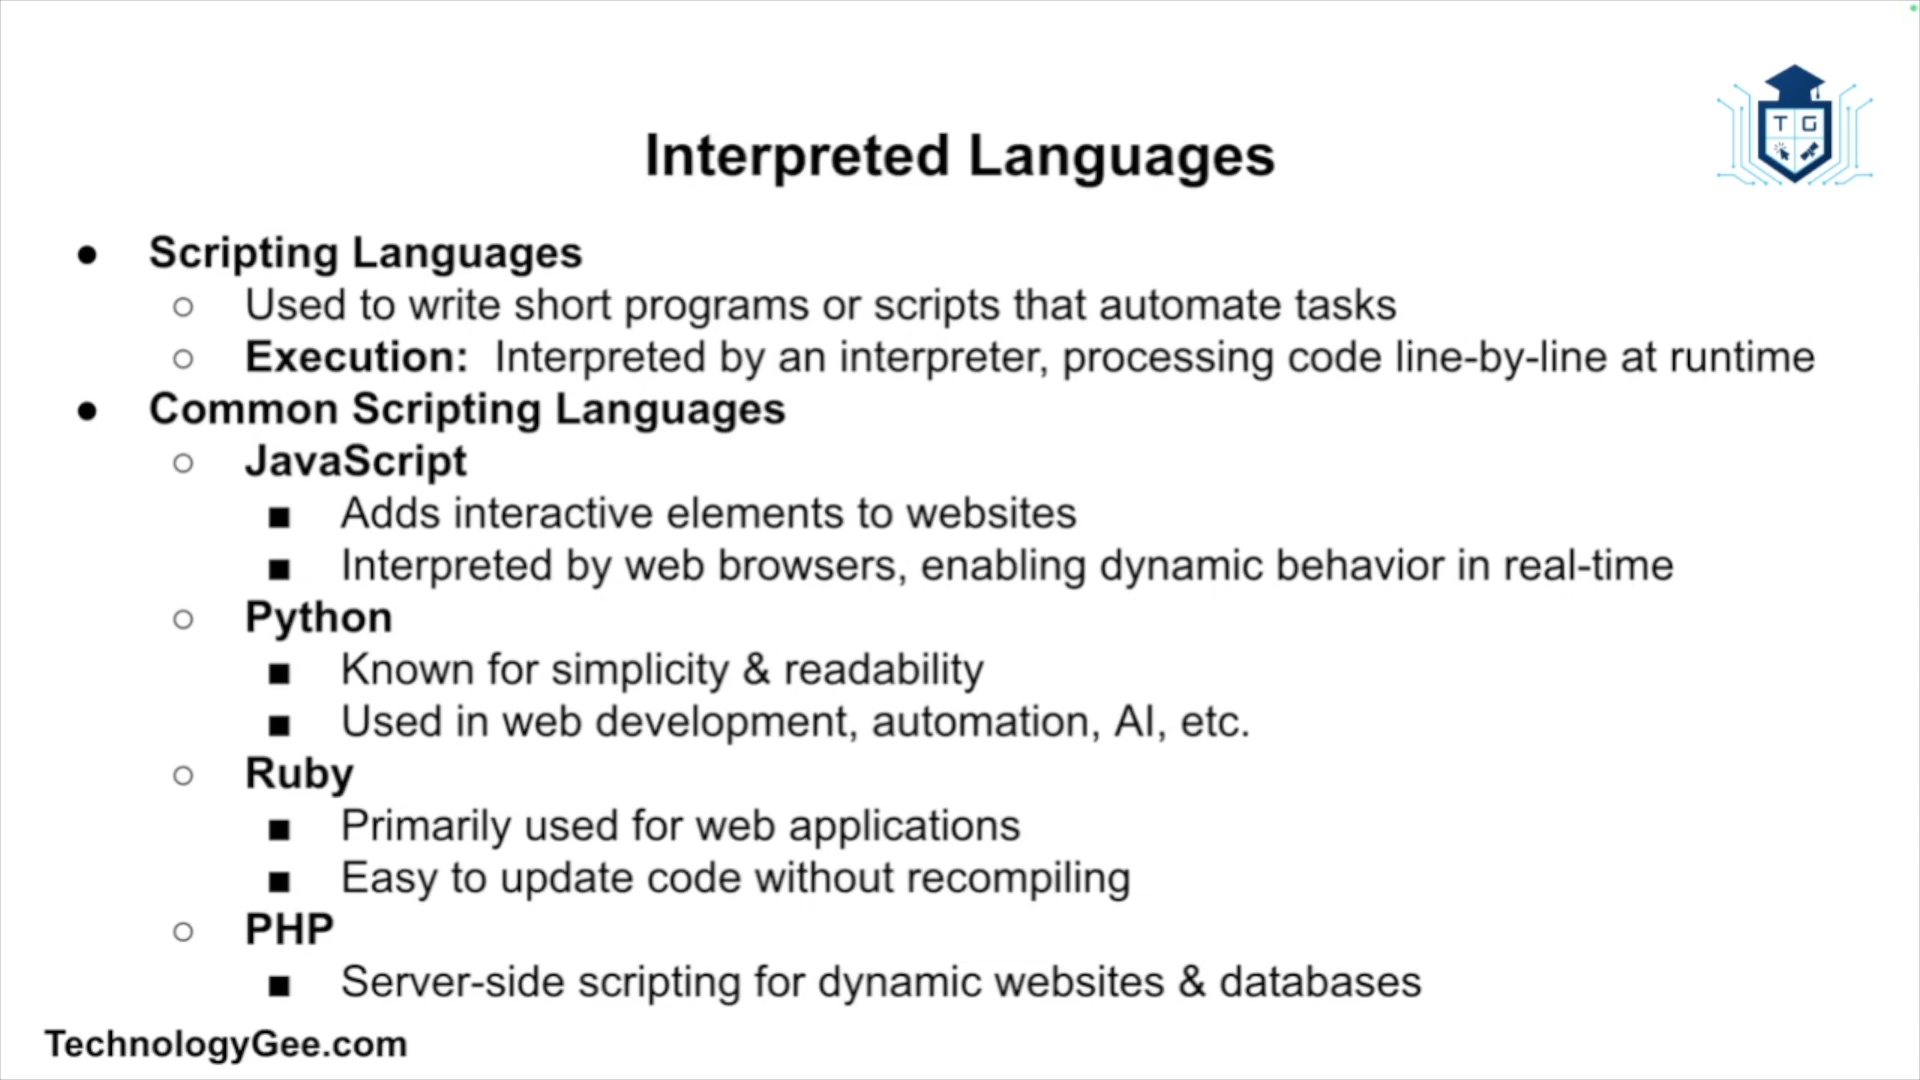 T G
Interpreted Languages
● Scripting Languages
○ Used to write short programs or scripts that automate tasks
○ Execution: Interpreted by an interpreter, processing code line-by-line at runtime
● Common Scripting Languages
○ JavaScript
■ Adds interactive elements to websites
■ Interpreted by web browsers, enabling dynamic behavior in real-time
○ Python
■ Known for simplicity & readability
■ Used in web development, automation, AI, etc.
○ Ruby
■ Primarily used for web applications
■ Easy to update code without recompiling
○ PHP
■ Server-side scripting for dynamic websites & databases
TechnologyGee.com